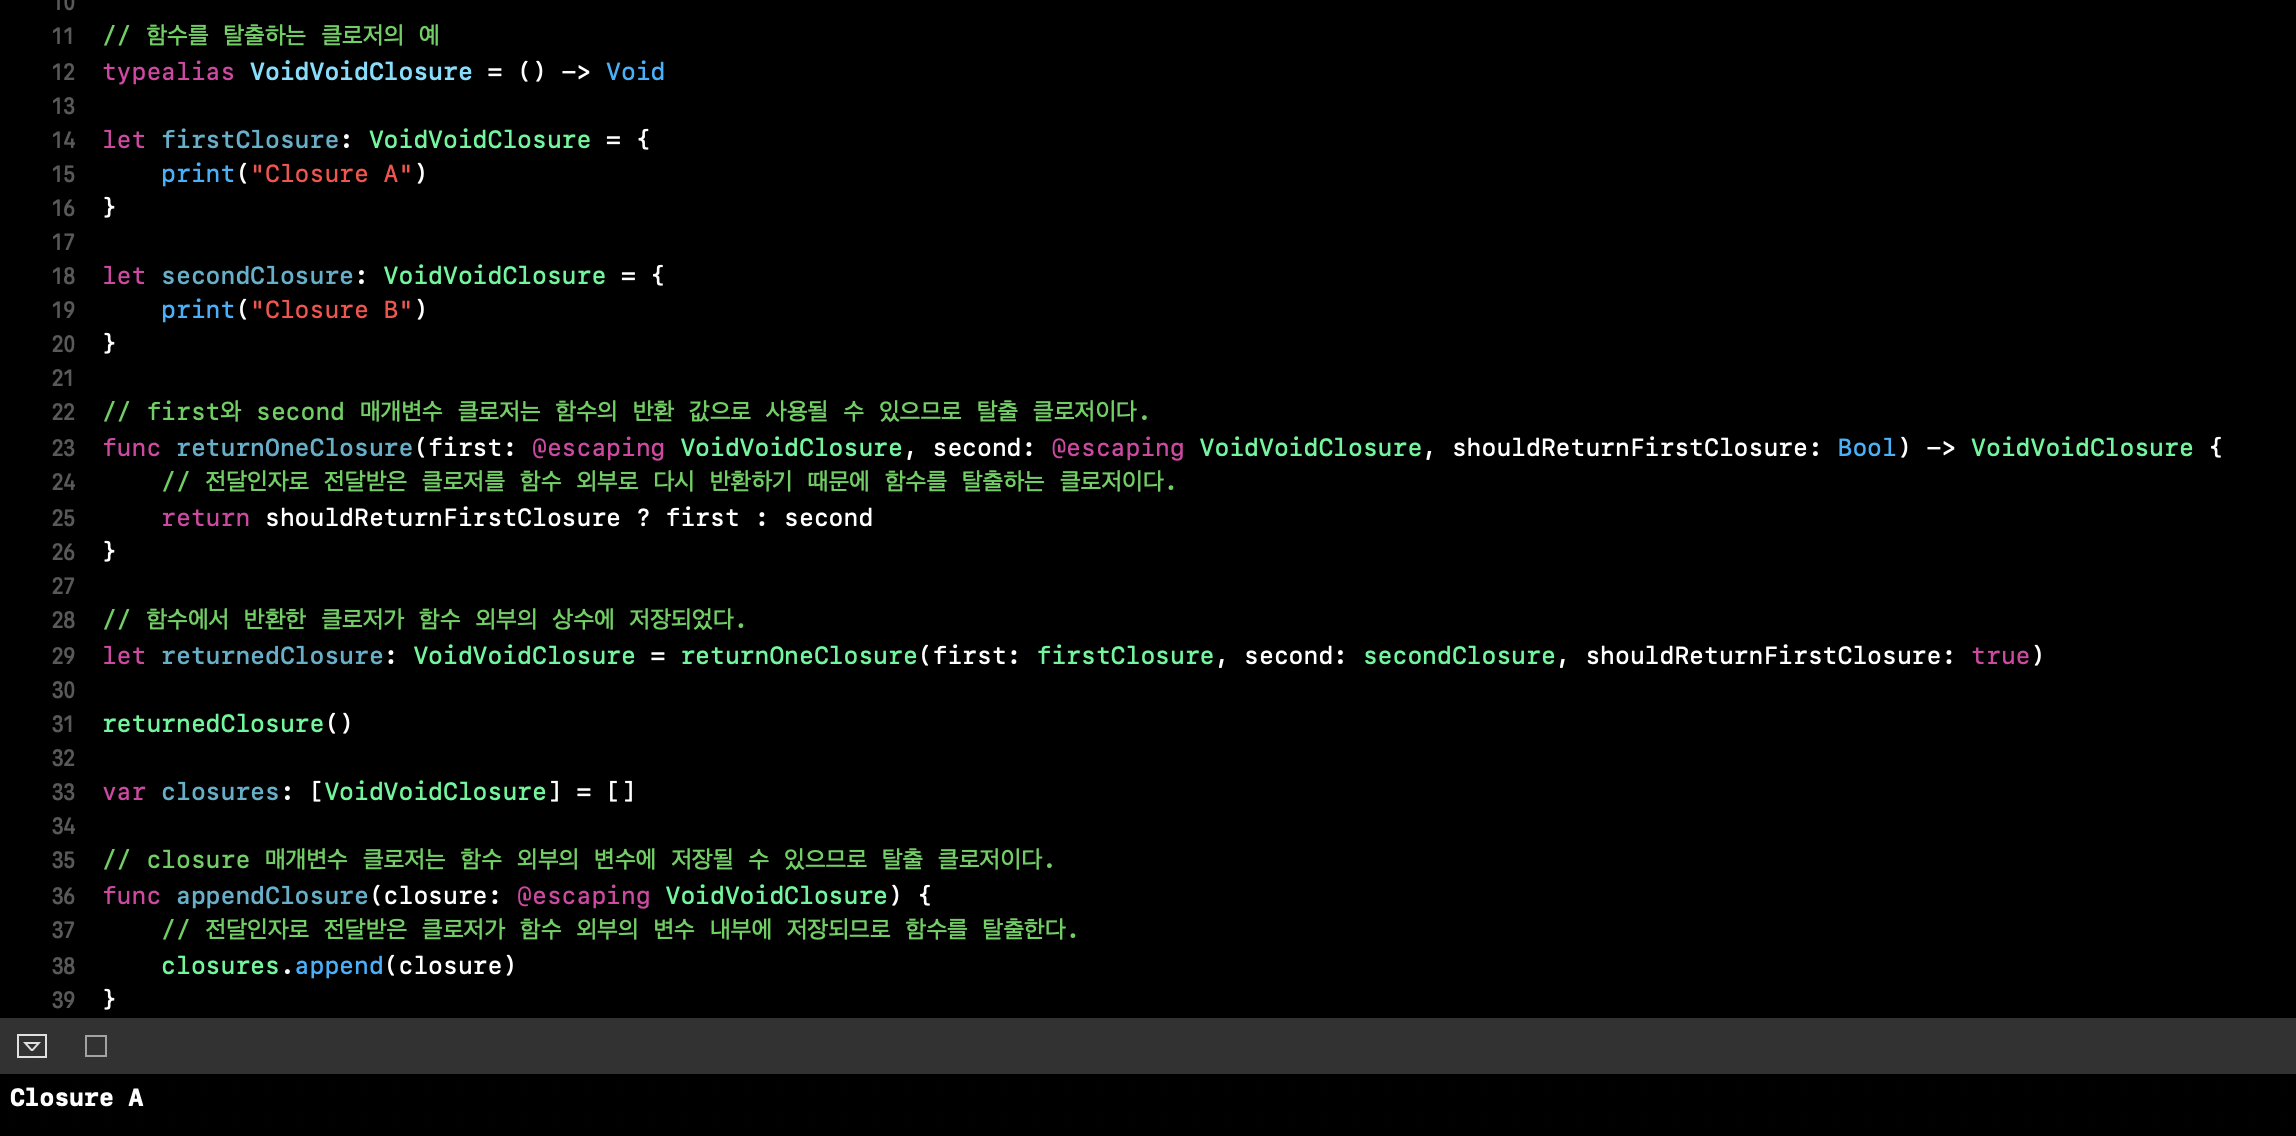 10
11 // 함수를 탈출하는 클로저의 예
12 typealias VoidVoidClosure = () -> Void
13
14 let firstClosure: VoidVoidClosure = {
15     print("Closure A")
16 }
17
18 let secondClosure: VoidVoidClosure = {
19     print("Closure B")
20 }
21
22 // first와 second 매개변수 클로저는 함수의 반환 값으로 사용될 수 있으므로 탈출 클로저이다.
23 func returnOneClosure(first: @escaping VoidVoidClosure, second: @escaping VoidVoidClosure, shouldReturnFirstClosure: Bool) -> VoidVoidClosure {
24     // 전달인자로 전달받은 클로저를 함수 외부로 다시 반환하기 때문에 함수를 탈출하는 클로저이다.
25     return shouldReturnFirstClosure ? first : second
26 }
27
28 // 함수에서 반환한 클로저가 함수 외부의 상수에 저장되었다.
29 let returnedClosure: VoidVoidClosure = returnOneClosure(first: firstClosure, second: secondClosure, shouldReturnFirstClosure: true)
30
31 returnedClosure()
32
33 var closures: [VoidVoidClosure] = []
34
35 // closure 매개변수 클로저는 함수 외부의 변수에 저장될 수 있으므로 탈출 클로저이다.
36 func appendClosure(closure: @escaping VoidVoidClosure) {
37     // 전달인자로 전달받은 클로저가 함수 외부의 변수 내부에 저장되므로 함수를 탈출한다.
38     closures.append(closure)
39 }
Closure A